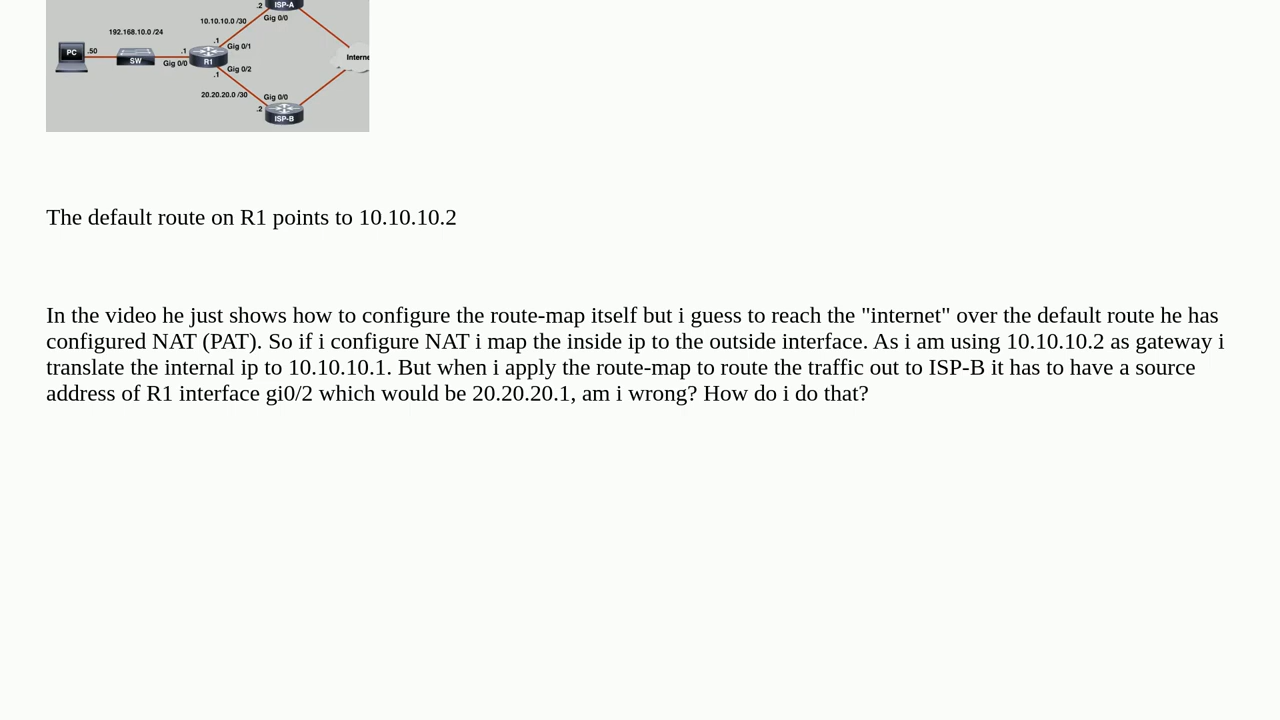 ISP-A
.2
Gig 0/0
10.10.10.0 /30
192.168.10.0 /24
.1
Gig 0/1
PC
.50
.1
SW
Gig 0/0
R1
Interne
Gig 0/2
.1
20.20.20.0 /30
Gig 0/0
.2
ISP-B
The default route on R1 points to 10.10.10.2
In the video he just shows how to configure the route-map itself but i guess to reach the "internet" over the default route he has
configured NAT (PAT). So if i configure NAT i map the inside ip to the outside interface. As i am using 10.10.10.2 as gateway i
translate the internal ip to 10.10.10.1. But when i apply the route-map to route the traffic out to ISP-B it has to have a source
address of R1 interface gi0/2 which would be 20.20.20.1, am i wrong? How do i do that?